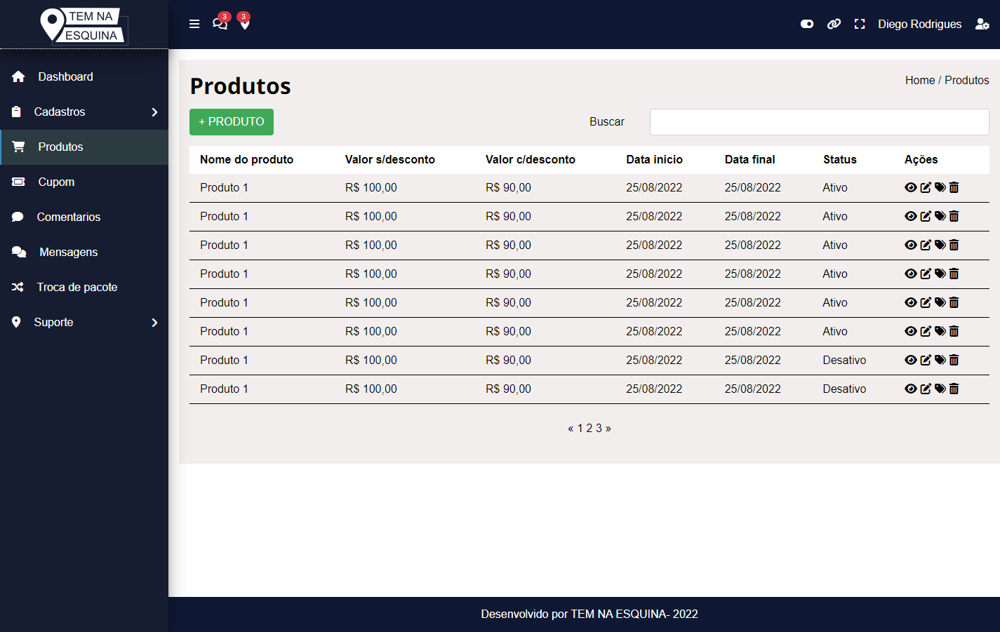 TEM NA
ESQUINA
3 3
Diego Rodrigues
Dashboard
Cadastros
Produtos
Cupom
Comentarios
Mensagens
Troca de pacote
Suporte
Produtos
Home / Produtos
+ PRODUTO
Buscar
Nome do produto Valor s/desconto Valor c/desconto Data inicio Data final Status Ações
Produto 1 R$ 100,00 R$ 90,00 25/08/2022 25/08/2022 Ativo
Produto 1 R$ 100,00 R$ 90,00 25/08/2022 25/08/2022 Ativo
Produto 1 R$ 100,00 R$ 90,00 25/08/2022 25/08/2022 Ativo
Produto 1 R$ 100,00 R$ 90,00 25/08/2022 25/08/2022 Ativo
Produto 1 R$ 100,00 R$ 90,00 25/08/2022 25/08/2022 Ativo
Produto 1 R$ 100,00 R$ 90,00 25/08/2022 25/08/2022 Ativo
Produto 1 R$ 100,00 R$ 90,00 25/08/2022 25/08/2022 Desativo
Produto 1 R$ 100,00 R$ 90,00 25/08/2022 25/08/2022 Desativo
« 1 2 3 »
Desenvolvido por TEM NA ESQUINA- 2022